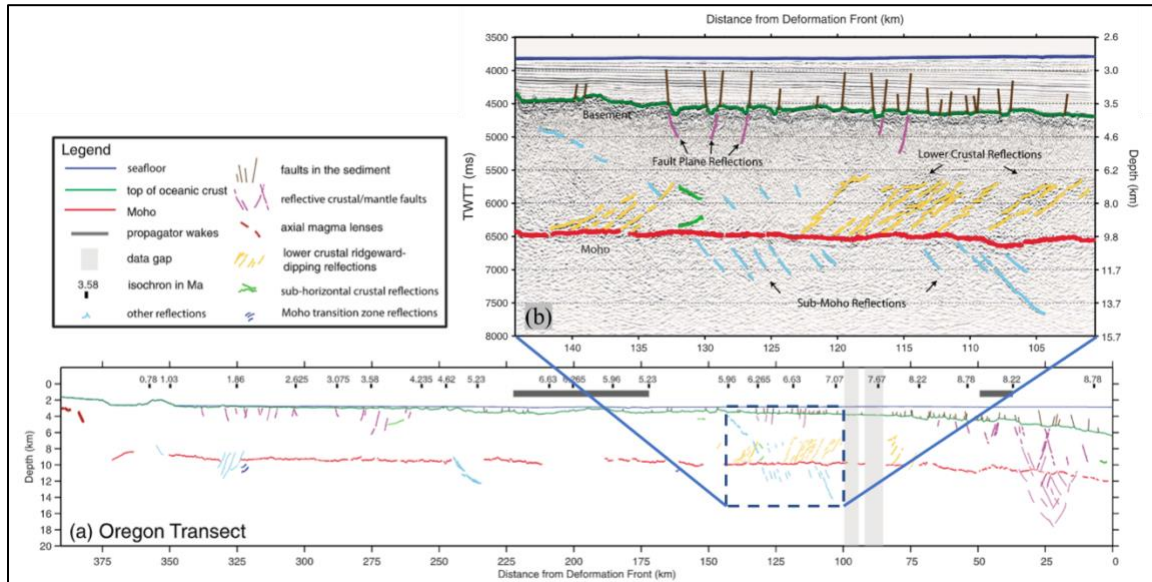 Distance from Deformation Front (km)
3500
4000
4500
5000
5500
6000
6500
7000
7500
8000
TWTT (ms)
2.6
3.0
3.5
4.6
6.2
8.0
9.8
11.7
13.7
15.7
Depth (km)
Basement
Fault Plane Reflections
Lower Crustal Reflections
Moho
Sub-Moho Reflections
(b)
140 135 130 125 120 115 110 105
Legend
seafloor
top of oceanic crust
Moho
propagator wakes
data gap
3.58
isochron in Ma
other reflections
faults in the sediment
reflective crustal/mantle faults
axial magma lenses
lower crustal ridgeward-
dipping relfections
sub-horizontal crustal reflections
Moho transition zone reflections
0.78 1.03 1.86 2.625 3.075 3.58 4.235 4.62 5.23 6.63 6.265 5.96 5.23 5.96 6.265 6.63 7.07 7.67 8.22 8.78 8.22 8.78
0
2
4
6
8
10
12
14
16
18
20
Depth (km)
(a) Oregon Transect
375 350 325 300 275 250 225 200 175 150 125 100 75 50 25 0
Distance from Deformation Front (km)